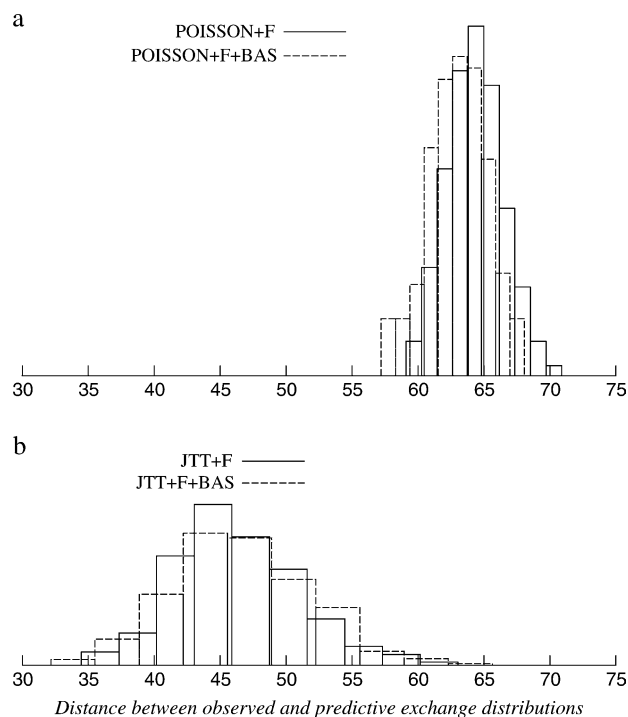 a
POISSON+F
POISSON+F+BAS
30 35 40 45 50 55 60 65 70 75
b
JTT+F
JTT+F+BAS
30 35 40 45 50 55 60 65 70 75
Distance between observed and predictive exchange distributions